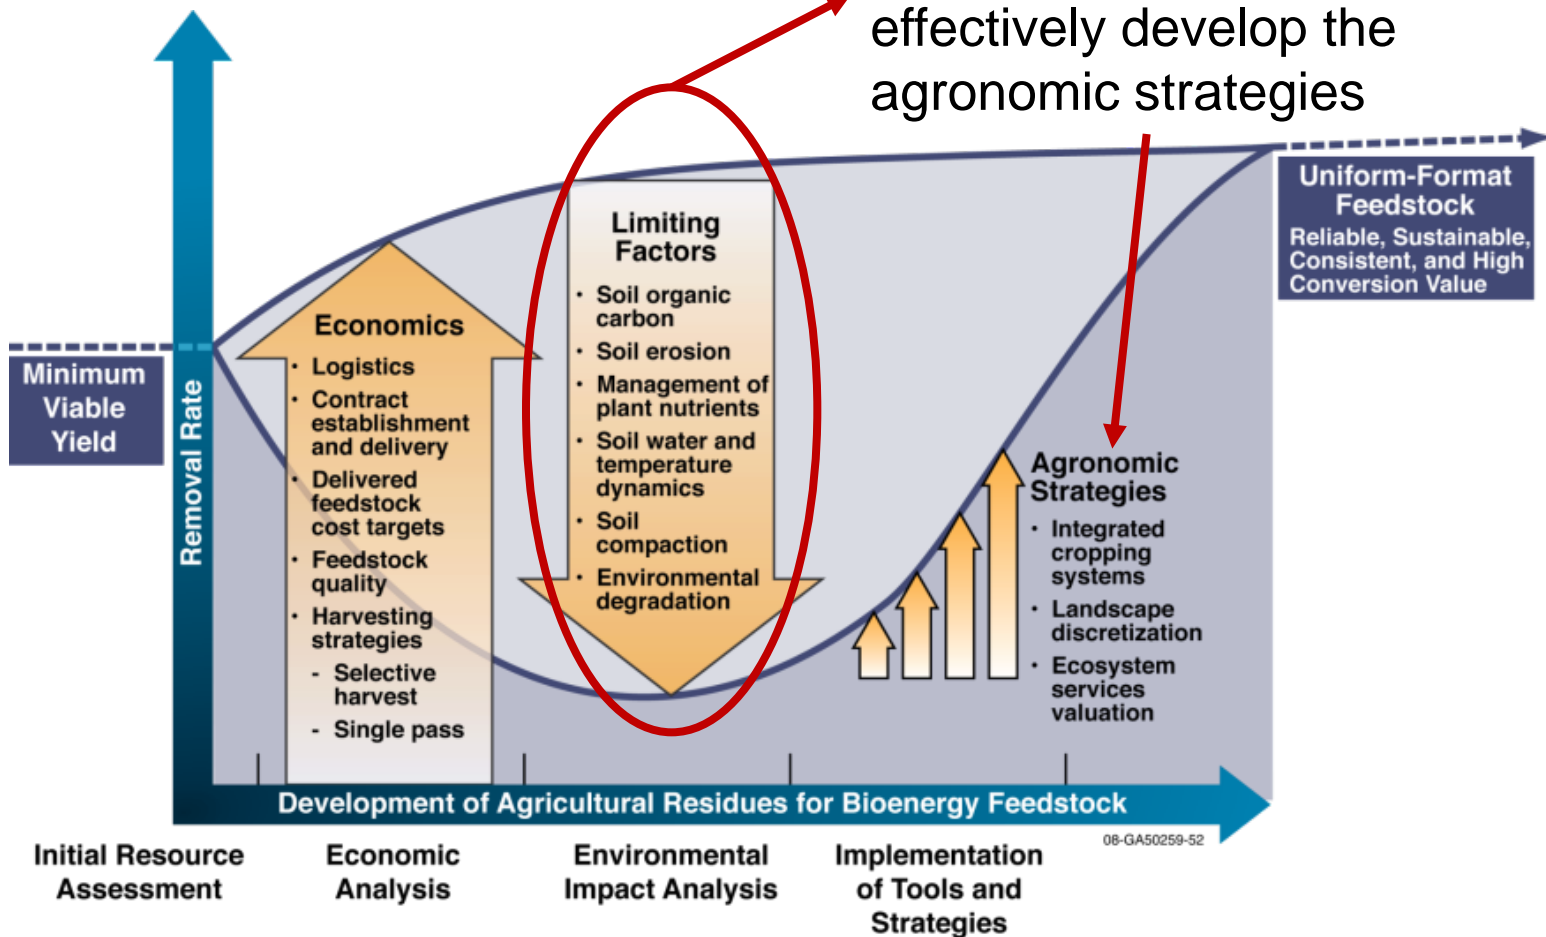 effectively develop the
agronomic strategies
Uniform-Format
Feedstock
Reliable, Sustainable,
Consistent, and High
Conversion Value
Minimum
Viable
Yield
Removal Rate
Economics
· Logistics
· Contract
establishment
and delivery
· Delivered
feedstock
cost targets
· Feedstock
quality
· Harvesting
strategies
- Selective
harvest
- Single pass
Limiting
Factors
· Soil organic
carbon
· Soil erosion
· Management of
plant nutrients
· Soil water and
temperature
dynamics
· Soil
compaction
· Environmental
degradation
Agronomic
Strategies
· Integrated
cropping
systems
· Landscape
discretization
· Ecosystem
services
valuation
Development of Agricultural Residues for Bioenergy Feedstock
08-GA50259-52
Initial Resource
Assessment
Economic
Analysis
Environmental
Impact Analysis
Implementation
of Tools and
Strategies